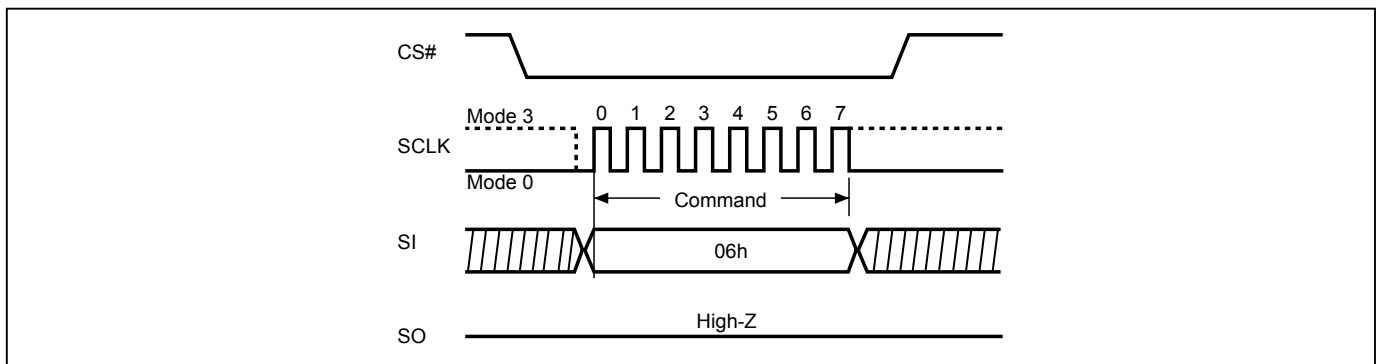 CS#
Mode 3
0 1 2 3 4 5 6 7
SCLK
Mode 0
Command
SI
06h
High-Z
SO